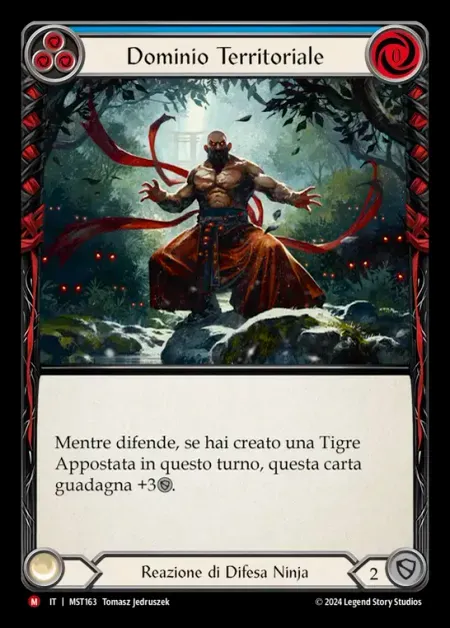 Dominio Territoriale
0
Mentre difende, se hai creato una Tigre
Appostata in questo turno, questa carta
guadagna +3.
Reazione di Difesa Ninja
2
M IT | MST163 Tomasz Jedruszek
© 2024 Legend Story Studios